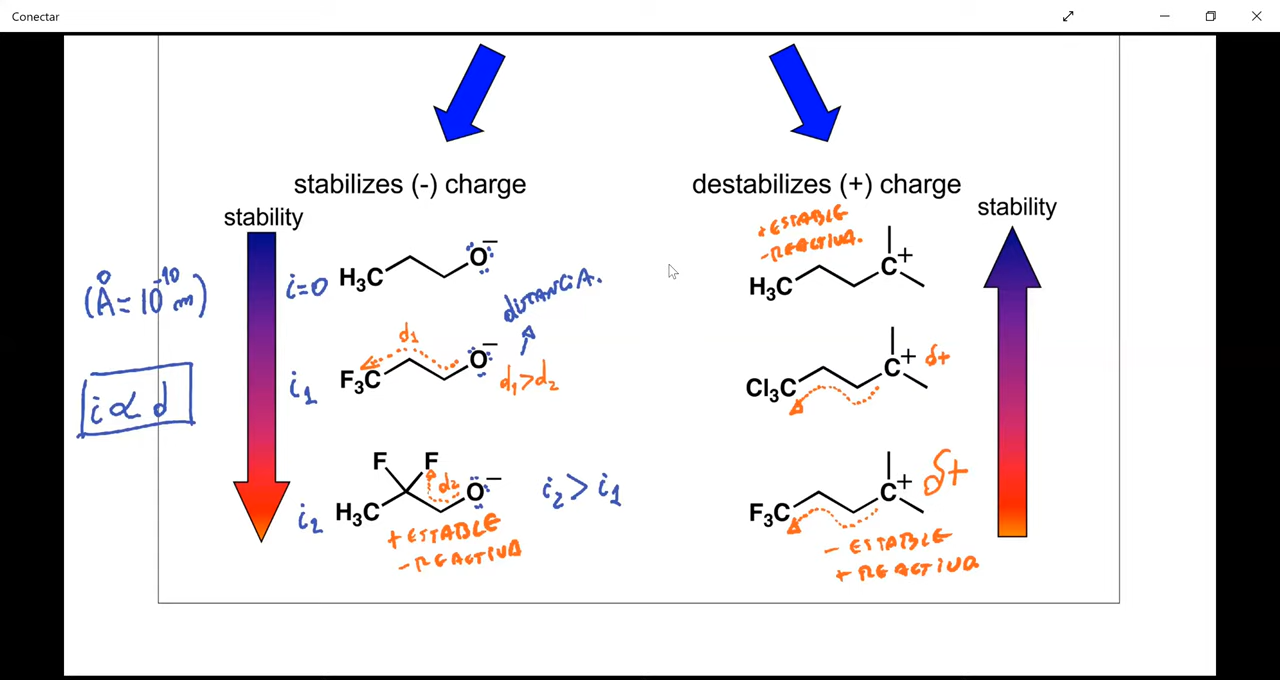 Conectar
stabilizes (-) charge
destabilizes (+) charge
stability
stability
+ ESTABLE
- REACTIVA.
H₃C
O⁻
i=0
(Å = 10⁻¹⁰ m)
H₃C
C+
distancia.
d₁
F₃C
O⁻
i₁
d₁ > d₂
i ∝ d
Cl₃C
C+
δ+
F
F
d₂
H₃C
O⁻
i₂
i₂ > i₁
+ ESTABLE
- REACTIVA
F₃C
C+
δ+
- ESTABLE
+ REACTIVA